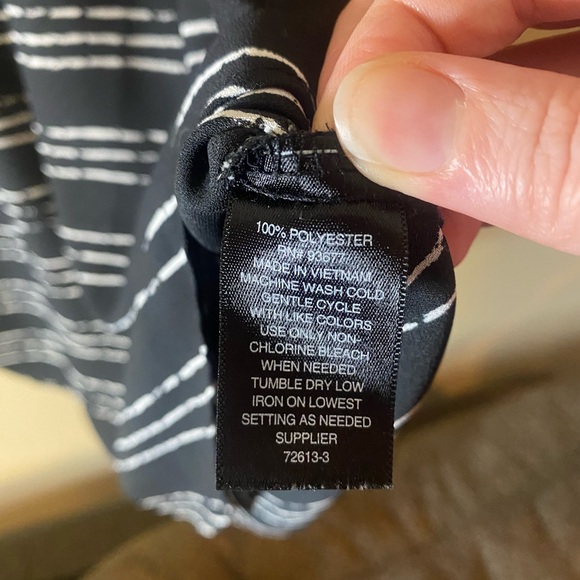 100% POLYESTER
RN# 93677
MADE IN VIETNAM
MACHINE WASH COLD
GENTLE CYCLE
WITH LIKE COLORS
USE ONLY NON-
CHLORINE BLEACH
WHEN NEEDED
TUMBLE DRY LOW
IRON ON LOWEST
SETTING AS NEEDED
SUPPLIER
72613-3